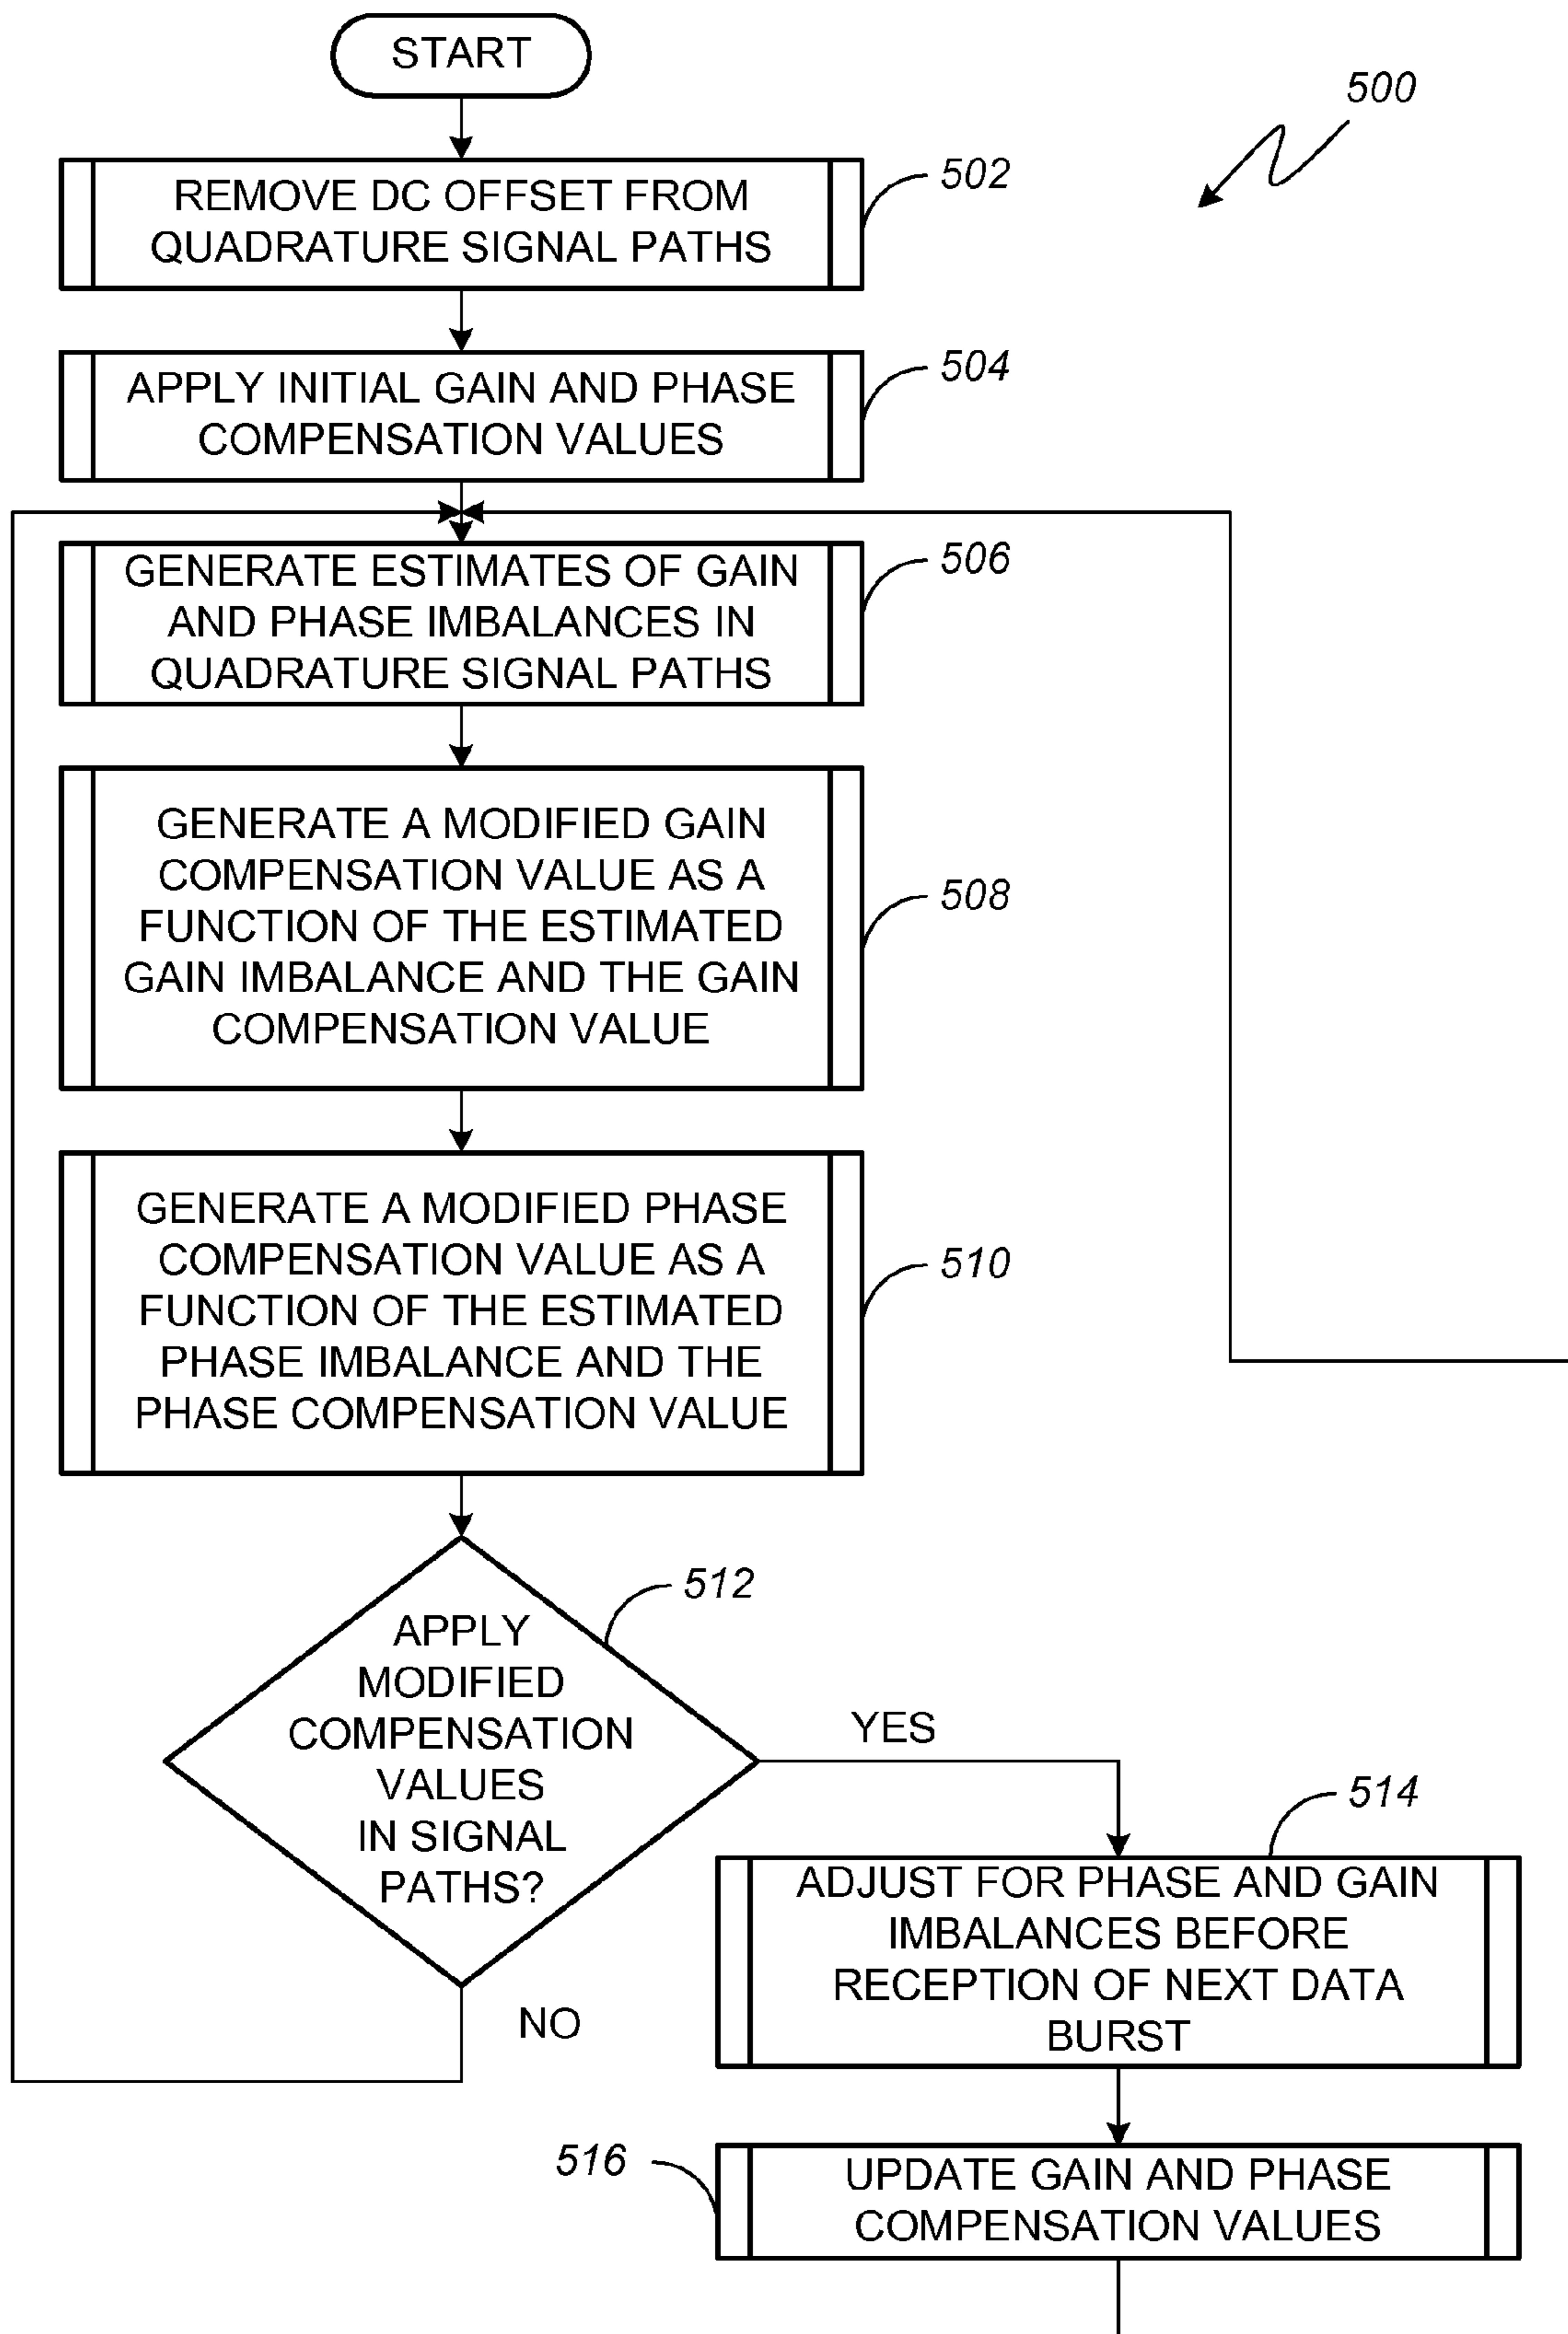 START
500
REMOVE DC OFFSET FROM
QUADRATURE SIGNAL PATHS
502
APPLY INITIAL GAIN AND PHASE
COMPENSATION VALUES
504
GENERATE ESTIMATES OF GAIN
AND PHASE IMBALANCES IN
QUADRATURE SIGNAL PATHS
506
GENERATE A MODIFIED GAIN
COMPENSATION VALUE AS A
FUNCTION OF THE ESTIMATED
GAIN IMBALANCE AND THE GAIN
COMPENSATION VALUE
508
GENERATE A MODIFIED PHASE
COMPENSATION VALUE AS A
FUNCTION OF THE ESTIMATED
PHASE IMBALANCE AND THE
PHASE COMPENSATION VALUE
510
512
APPLY
MODIFIED
COMPENSATION
VALUES
IN SIGNAL
PATHS?
YES
NO
514
ADJUST FOR PHASE AND GAIN
IMBALANCES BEFORE
RECEPTION OF NEXT DATA
BURST
516
UPDATE GAIN AND PHASE
COMPENSATION VALUES